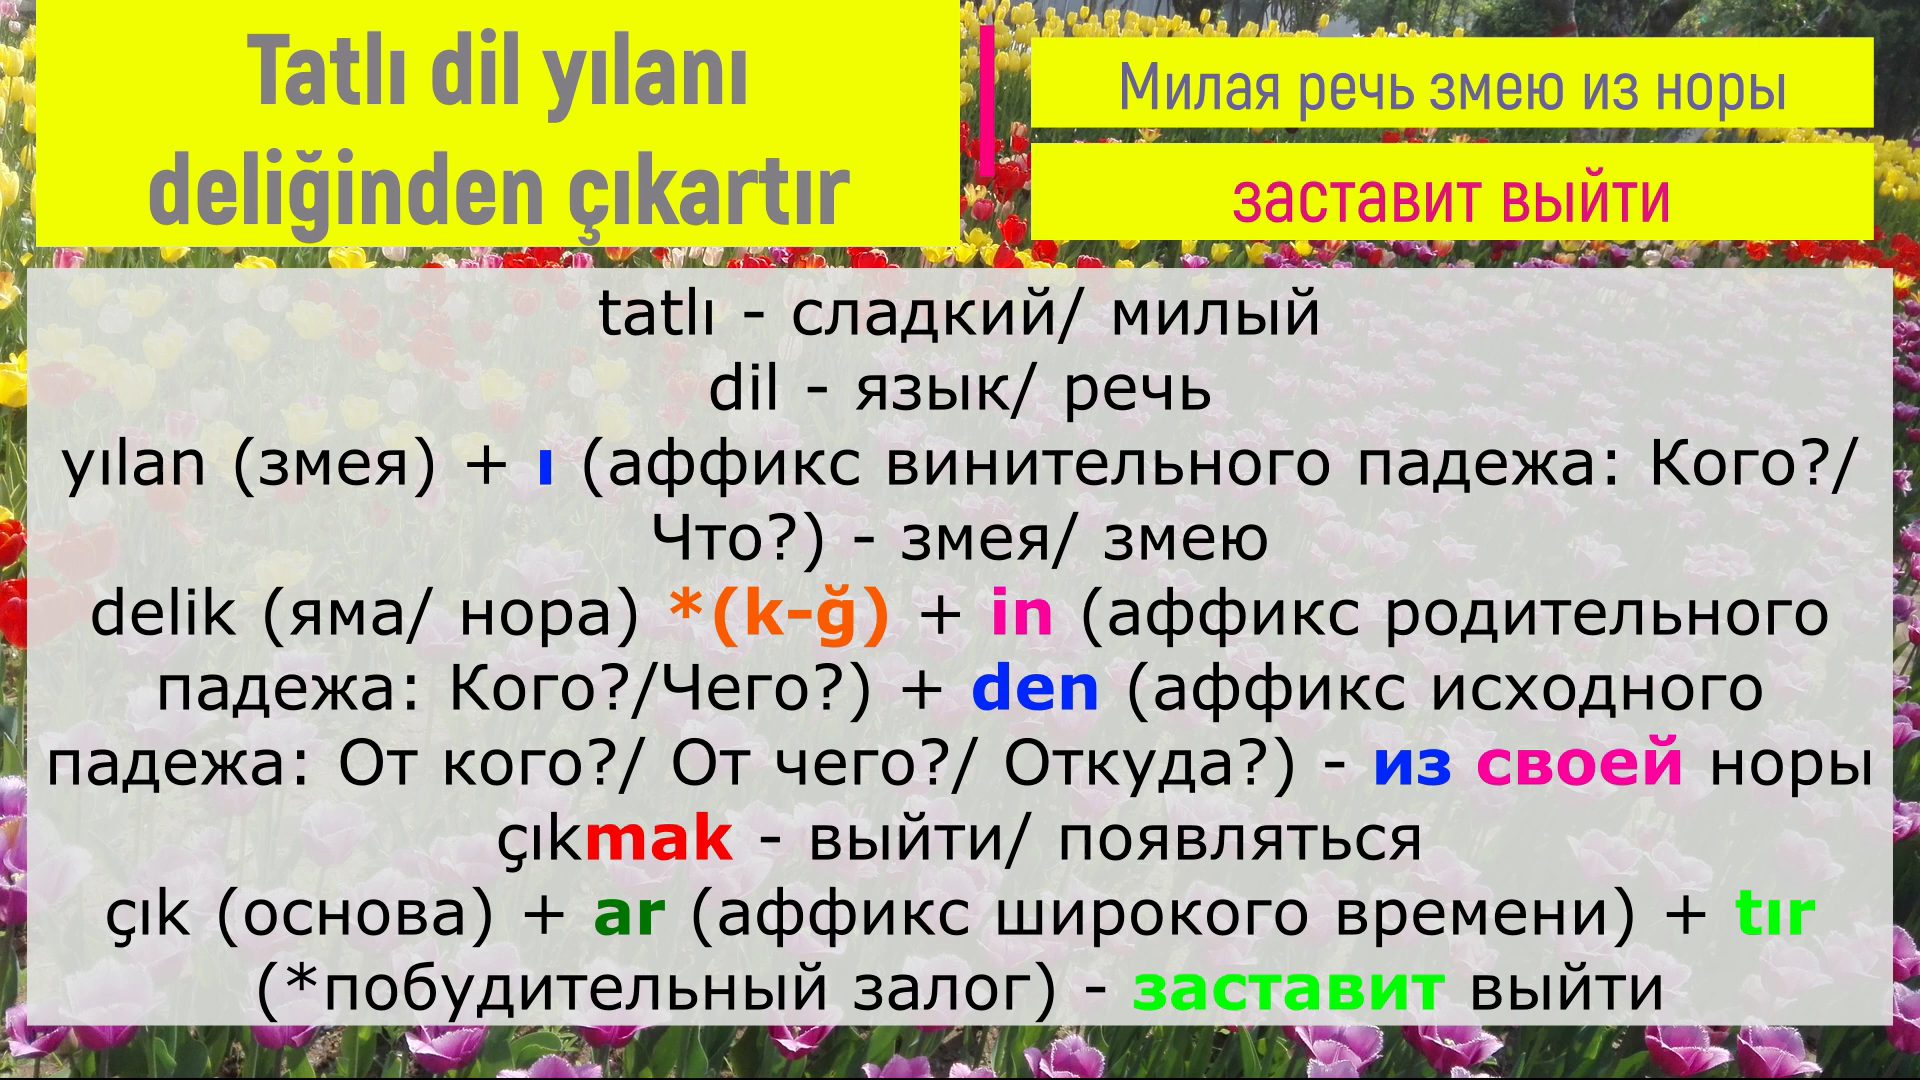 Tatlı dil yılanı
deliğinden çıkartır
Милая речь змею из норы
заставит выйти
tatlı - сладкий/ милый
dil - язык/ речь
yılan (змея) + ı (аффикс винительного падежа: Кого?/
Что?) - змея/ змею
delik (яма/ нора) *(k-ğ) + in (аффикс родительного
падежа: Кого?/Чего?) + den (аффикс исходного
падежа: От кого?/ От чего?/ Откуда?) - из своей норы
çıkmak - выйти/ появляться
çık (основа) + ar (аффикс широкого времени) + tır
(*побудительный залог) - заставит выйти